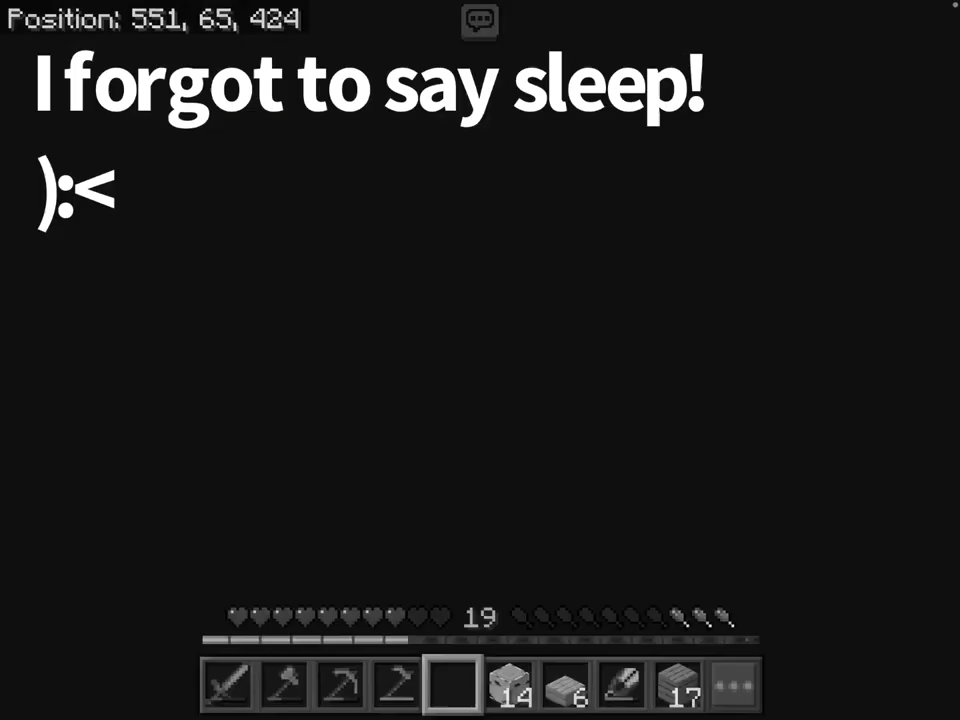 Position: 551, 65, 424
I forgot to say sleep!
):<
19
14 6 17